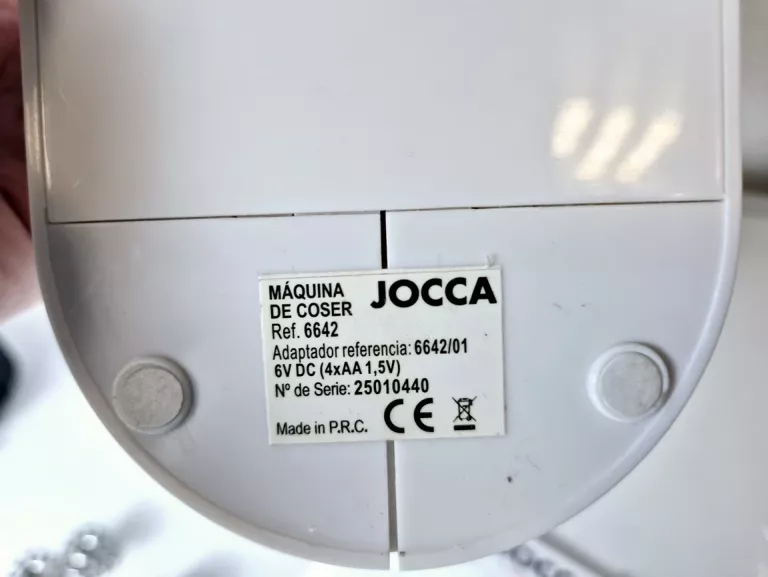 MÁQUINA
DE COSER
JOCCA
Ref. 6642
Adaptador referencia: 6642/01
6V DC (4xAA 1,5V)
Nº de Serie: 25010440
Made in P.R.C. CE